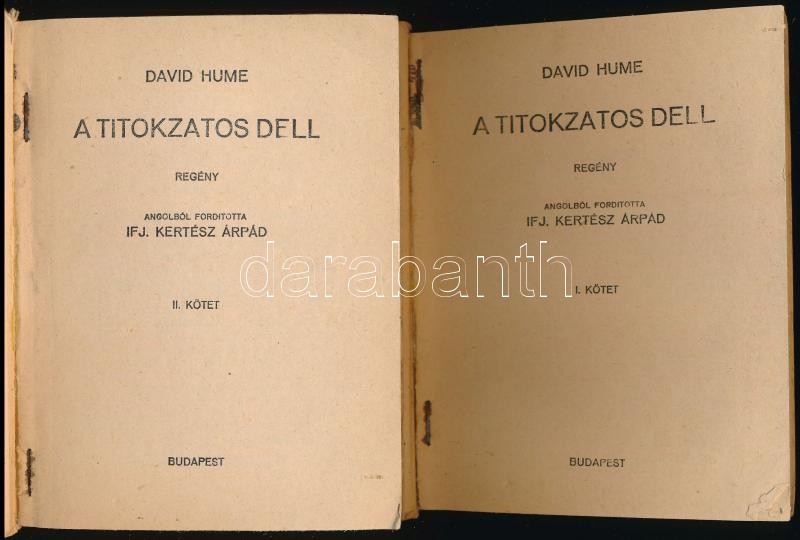 DAVID HUME
A TITOKZATOS DELL
REGÉNY
ANGOLBÓL FORDITOTTA
IFJ. KERTÉSZ ÁRPÁD
II. KÖTET
BUDAPEST
DAVID HUME
A TITOKZATOS DELL
REGÉNY
ANGOLBÓL FORDITOTTA
IFJ. KERTÉSZ ÁRPÁD
I. KÖTET
BUDAPEST
darabanth